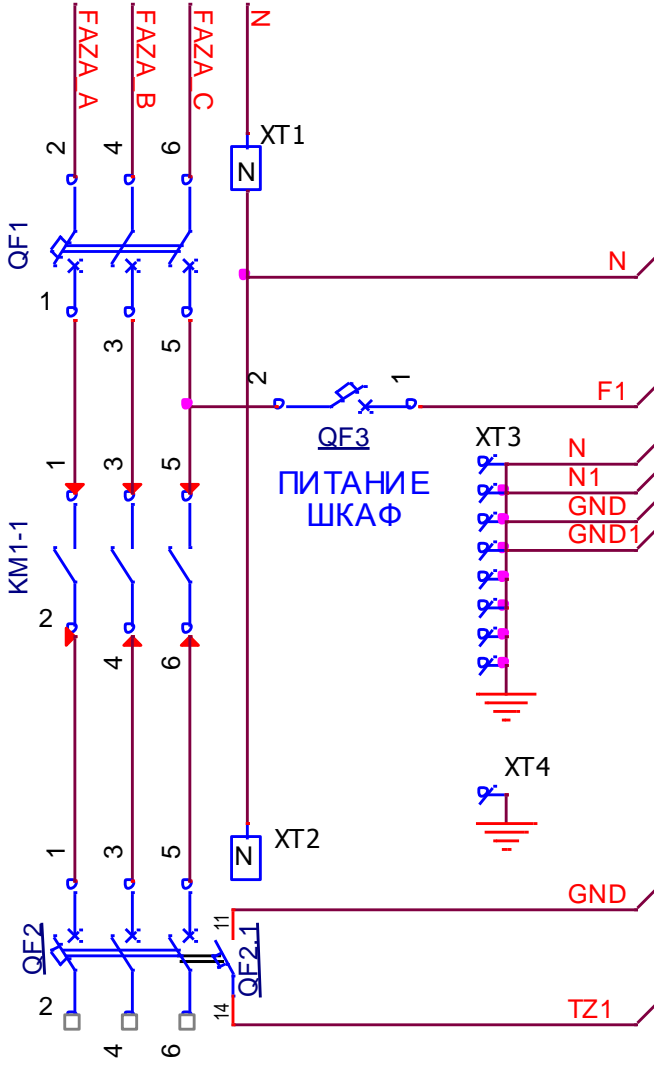 FAZA_A
FAZA_B
FAZA_C
N
XT1
N
2
4
6
QF1
1
3
5
N
2
1
QF3
F1
ПИТАНИЕ
ШКАФ
XT3
N
N1
GND
GND1
1
3
5
KM1-1
2
4
6
XT4
XT2
N
1
3
5
QF2
2
4
6
11
QF2.1
14
GND
TZ1